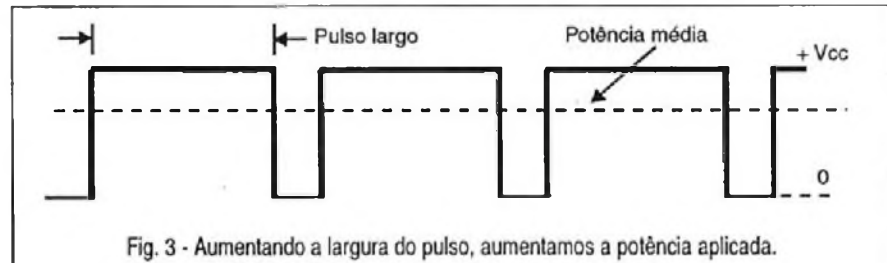 Pulso largo
Potência média
+ Vcc
0
Fig. 3 - Aumentando a largura do pulso, aumentamos a potência aplicada.